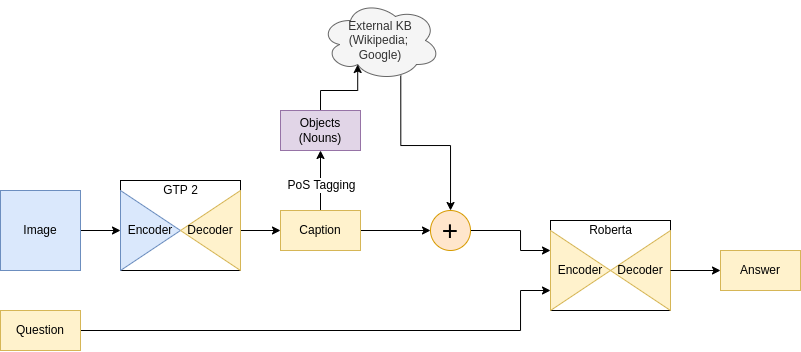 External KB
(Wikipedia;
Google)
Objects
(Nouns)
PoS Tagging
GTP 2
Image
Encoder
Decoder
Caption
+
Roberta
Encoder
Decoder
Answer
Question